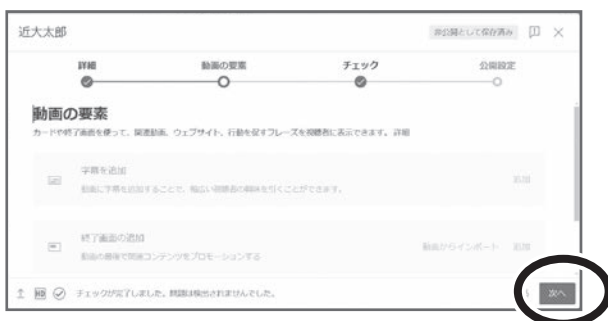 近大太郎
非公開として保存済み
詳細 動画の要素 チェック 公開設定
動画の要素
カードや終了画面を使って、関連動画、ウェブサイト、行動を促すフレーズを視聴者に表示できます。 詳細
字幕を追加
動画に字幕を追加することで、幅広い視聴者の興味を引くことができます。
追加
終了画面の追加
動画の最後で関連コンテンツをプロモーションする
動画からインポート 追加
HD チェックが完了しました。問題は検出されませんでした。
次へ